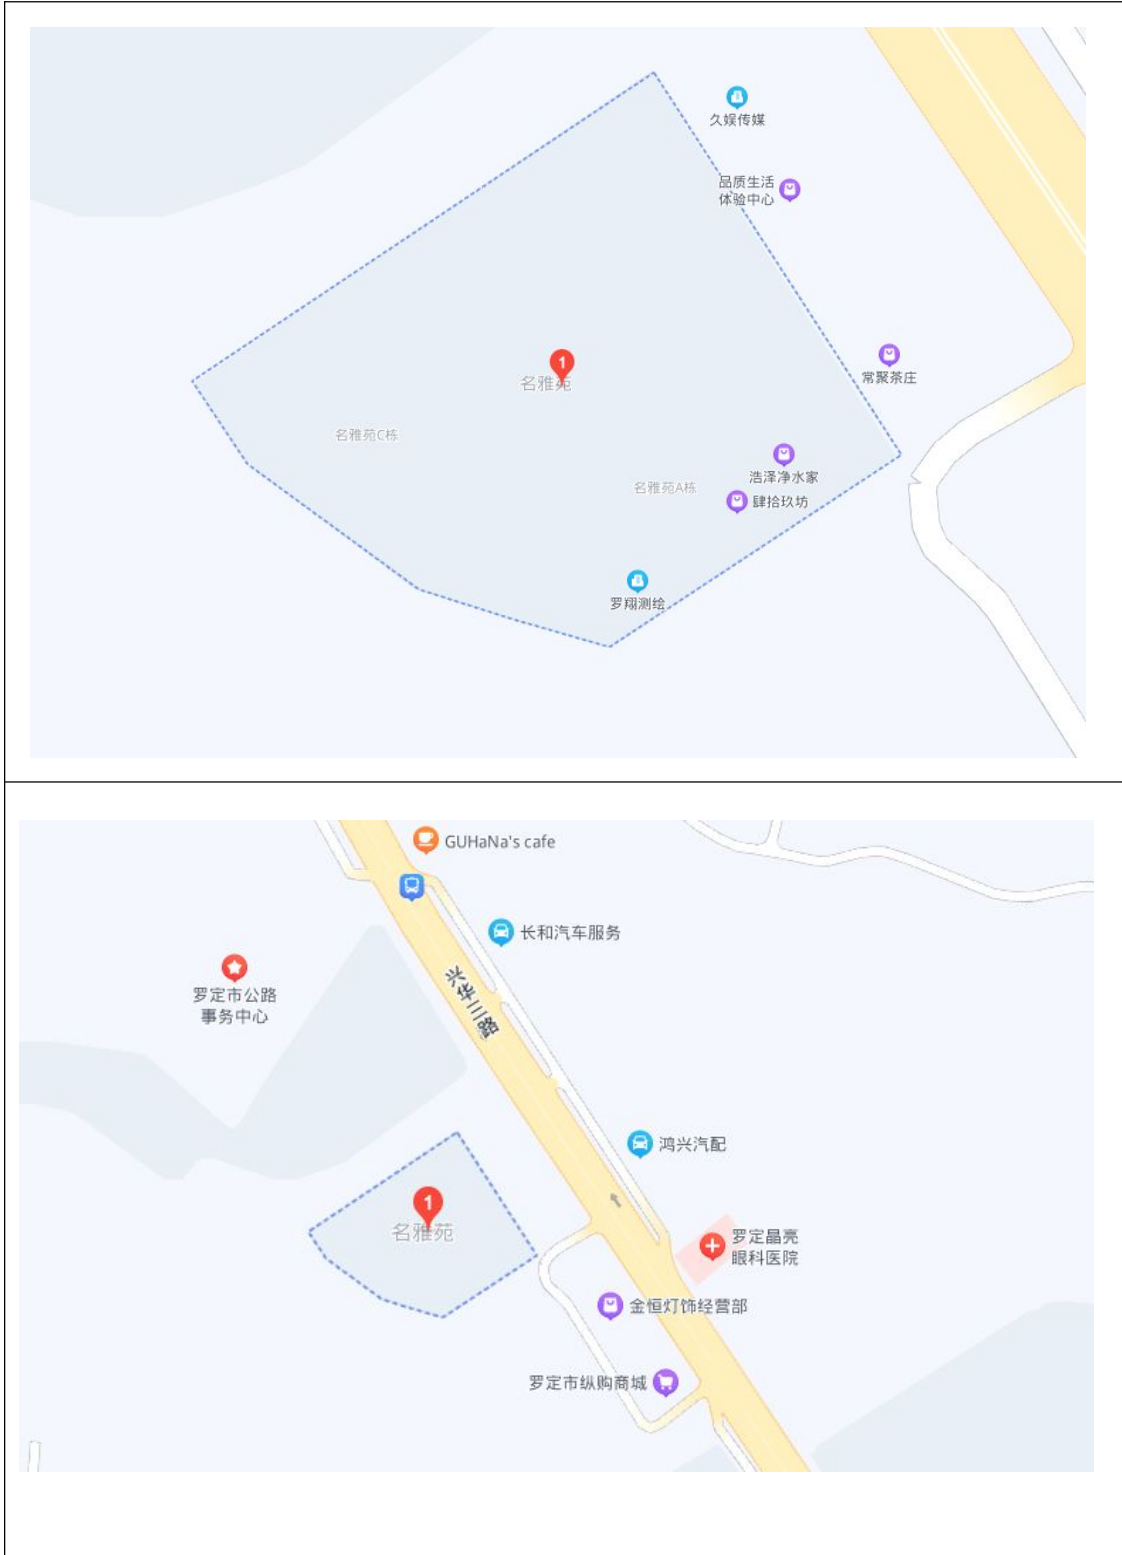 久娱传媒
品质生活
体验中心
1
名雅苑
常聚茶庄
名雅苑C栋
浩泽净水家
名雅苑A栋
肆拾玖坊
罗翔测绘
GUHaNa's cafe
长和汽车服务
罗定市公路
事务中心
兴华三路
鸿兴汽配
1
名雅苑
罗定晶亮
眼科医院
金恒灯饰经营部
罗定市纵购商城